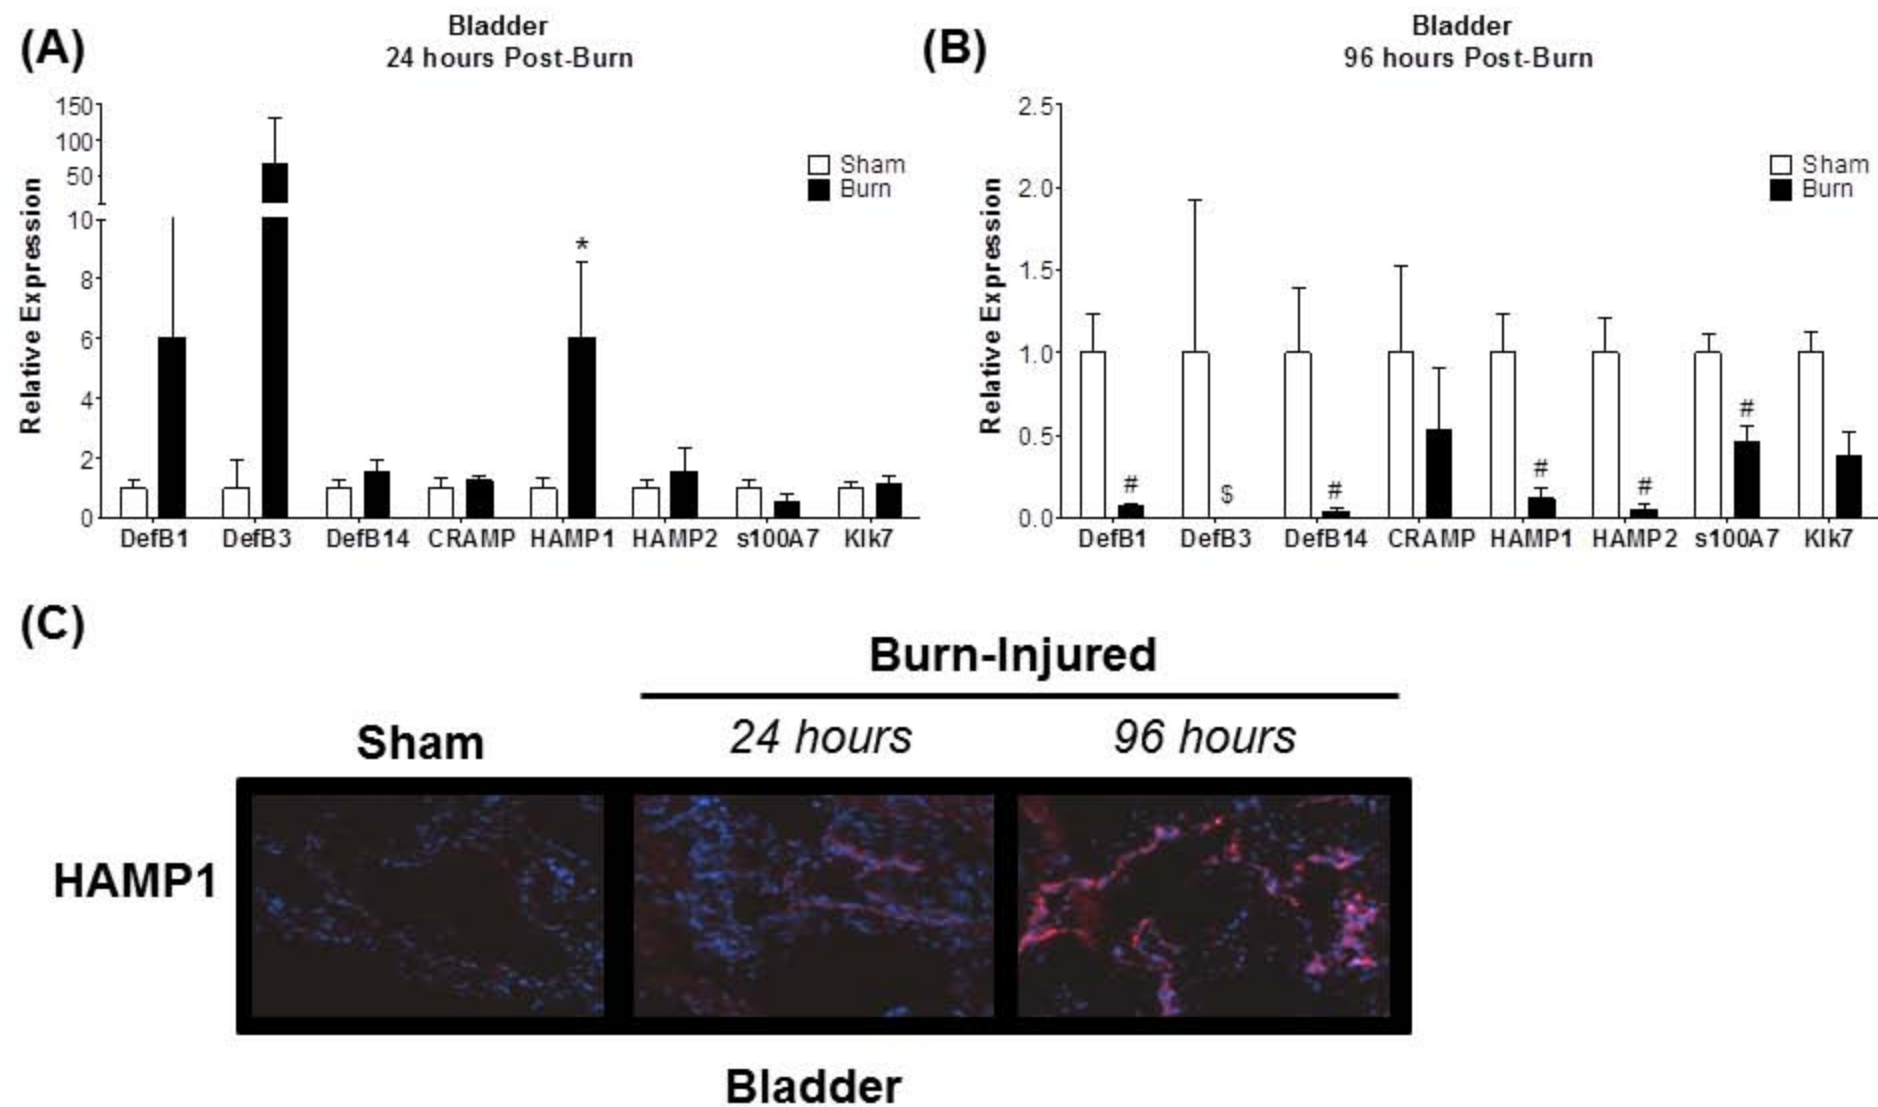 (A)
Bladder
24 hours Post-Burn
Relative Expression
150
100
50
10
8
6
4
2
0
Sham
Burn
*
DefB1 DefB3 DefB14 CRAMP HAMP1 HAMP2 s100A7 Klk7
(B)
Bladder
96 hours Post-Burn
Relative Expression
2.5
2.0
1.5
1.0
0.5
0.0
Sham
Burn
# $ # # # #
DefB1 DefB3 DefB14 CRAMP HAMP1 HAMP2 s100A7 Klk7
(C)
Burn-Injured
Sham 24 hours 96 hours
HAMP1
Bladder